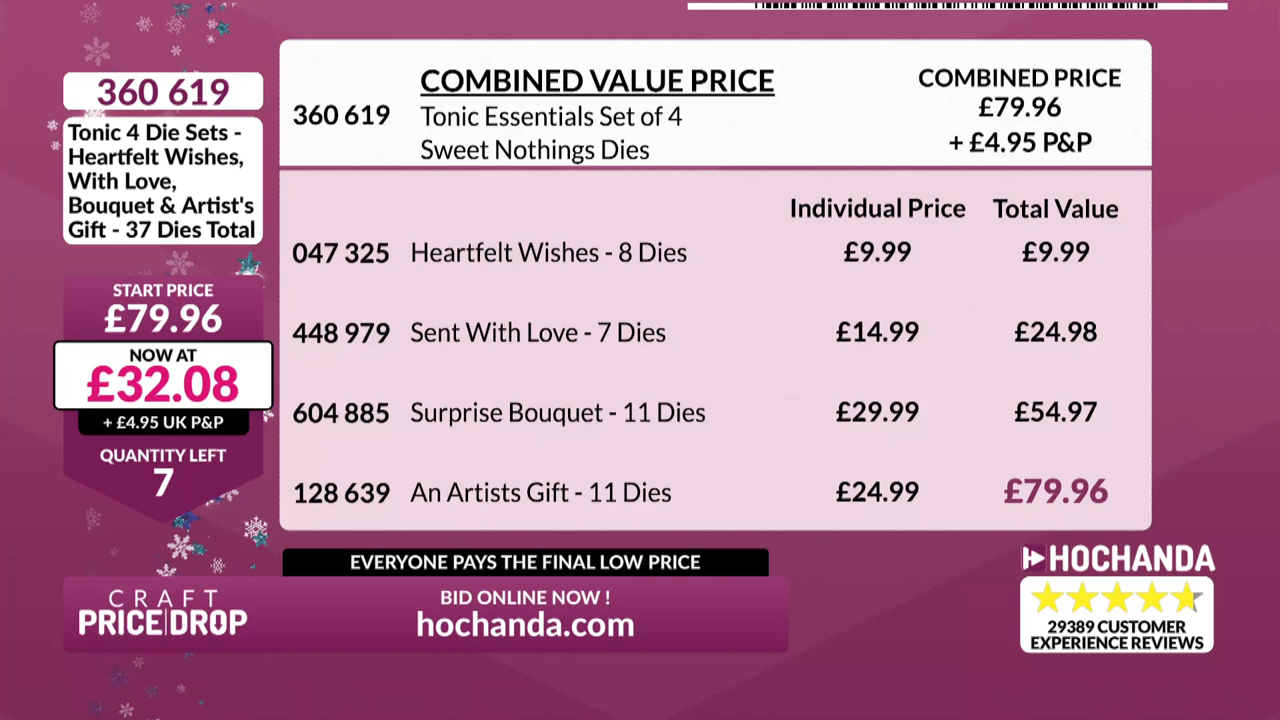 360 619
Tonic 4 Die Sets -
Heartfelt Wishes,
With Love,
Bouquet & Artist's
Gift - 37 Dies Total
START PRICE
£79.96
NOW AT
£32.08
+ £4.95 UK P&P
QUANTITY LEFT
7
COMBINED VALUE PRICE
360 619
Tonic Essentials Set of 4
Sweet Nothings Dies
COMBINED PRICE
£79.96
+ £4.95 P&P
Individual Price Total Value
047 325 Heartfelt Wishes - 8 Dies £9.99 £9.99
448 979 Sent With Love - 7 Dies £14.99 £24.98
604 885 Surprise Bouquet - 11 Dies £29.99 £54.97
128 639 An Artists Gift - 11 Dies £24.99 £79.96
EVERYONE PAYS THE FINAL LOW PRICE
CRAFT
PRICE DROP
BID ONLINE NOW !
hochanda.com
HOCHANDA
29389 CUSTOMER
EXPERIENCE REVIEWS